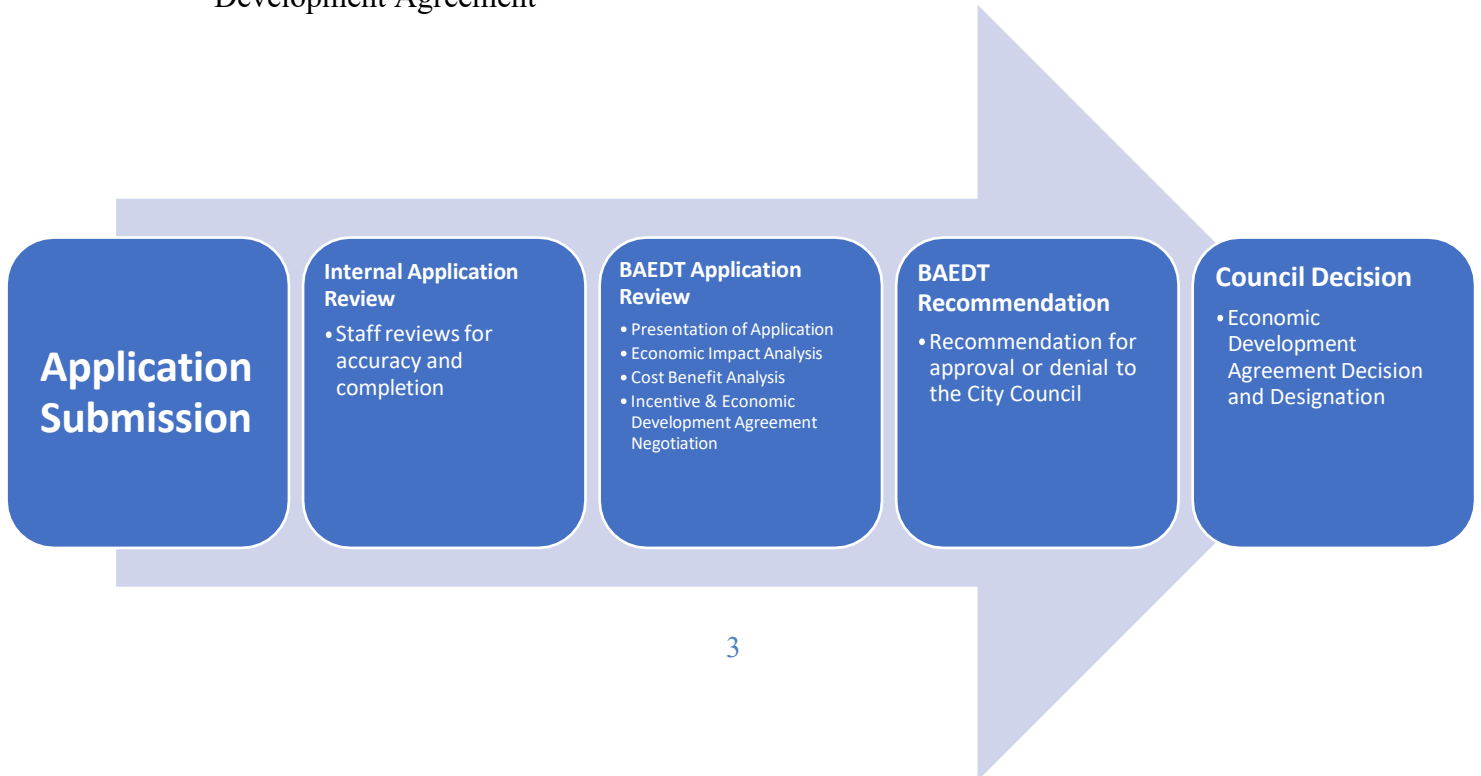 Development Agreement
Application
Submission
Internal Application
Review
•Staff reviews for
accuracy and
completion
BAEDT Application
Review
• Presentation of Application
• Economic Impact Analysis
• Cost Benefit Analysis
• Incentive & Economic
Development Agreement
Negotiation
BAEDT
Recommendation
•Recommendation for
approval or denial to
the City Council
Council Decision
•Economic
Development
Agreement Decision
and Designation
3